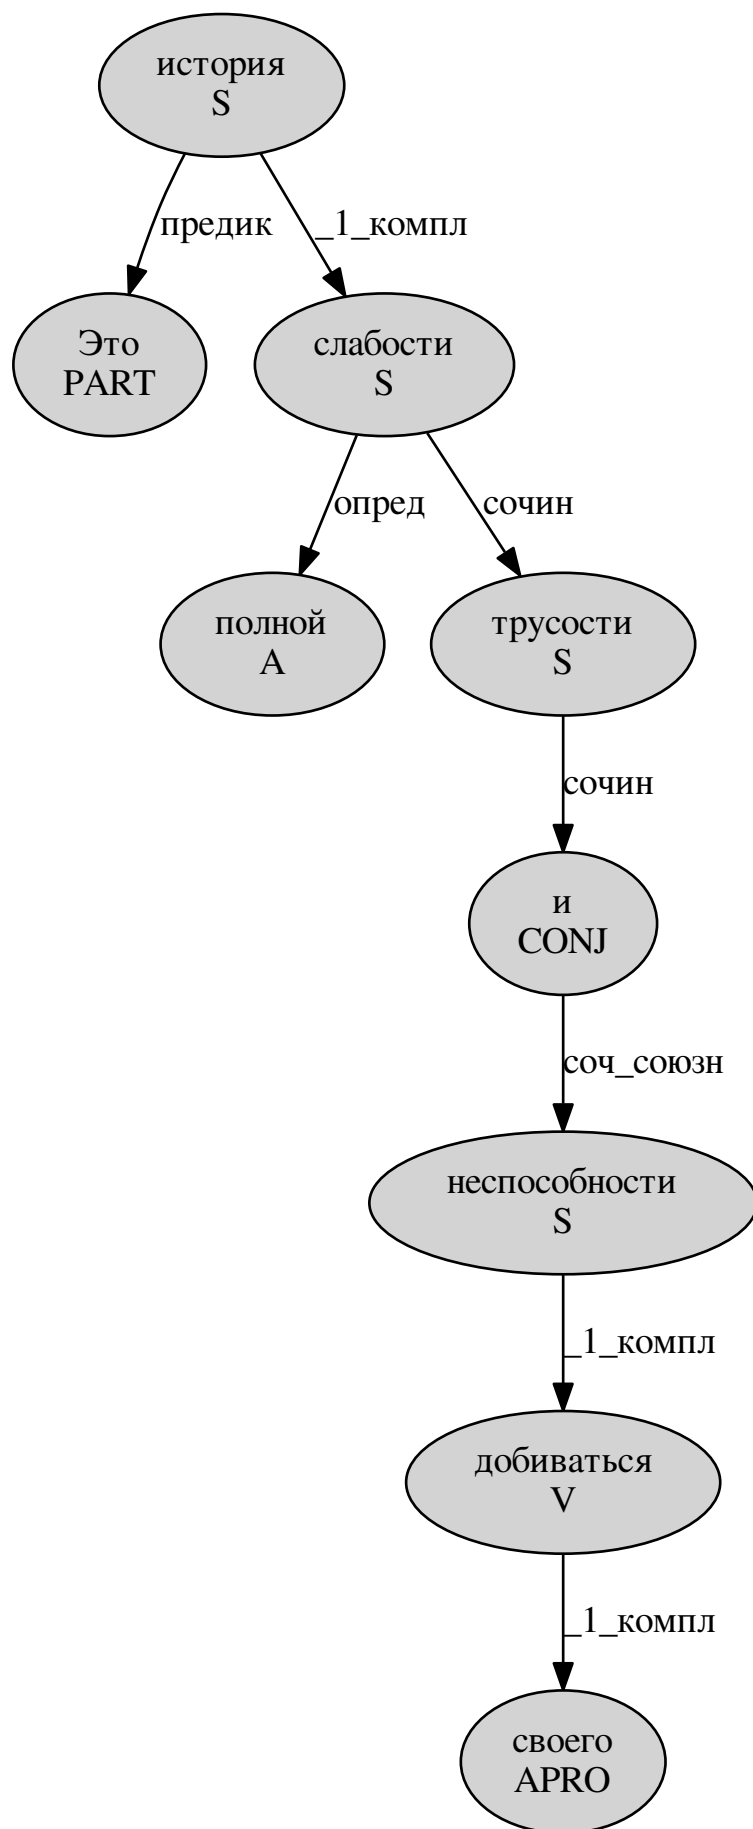 история
S
предик
_1_компл
Это
PART
слабости
S
опред
сочин
полной
A
трусости
S
сочин
и
CONJ
соч_союзн
неспособности
S
_1_компл
добиваться
V
_1_компл
своего
APRO